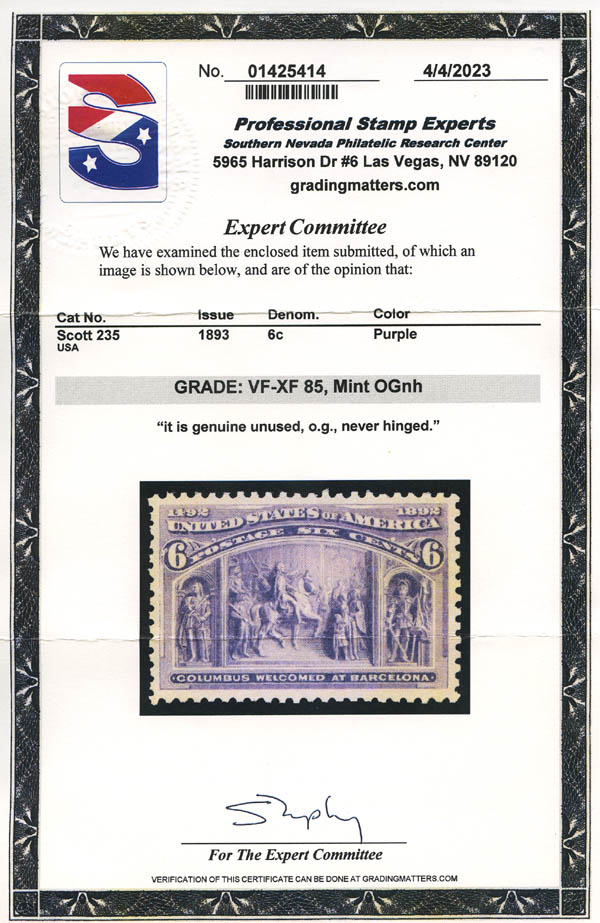 No. 01425414 4/4/2023
Professional Stamp Experts
Southern Nevada Philatelic Research Center
5965 Harrison Dr #6 Las Vegas, NV 89120
gradingmatters.com
Expert Committee
We have examined the enclosed item submitted, of which an
image is shown below, and are of the opinion that:
Cat No. Issue Denom. Color
Scott 235 1893 6c Purple
USA
GRADE: VF-XF 85, Mint OGnh
“it is genuine unused, o.g., never hinged.”
1492 1892
UNITED STATES OF AMERICA
6 POSTAGE SIX CENTS 6
COLUMBUS WELCOMED AT BARCELONA
For The Expert Committee
VERIFICATION OF THIS CERTIFICATE CAN BE DONE AT GRADINGMATTERS.COM